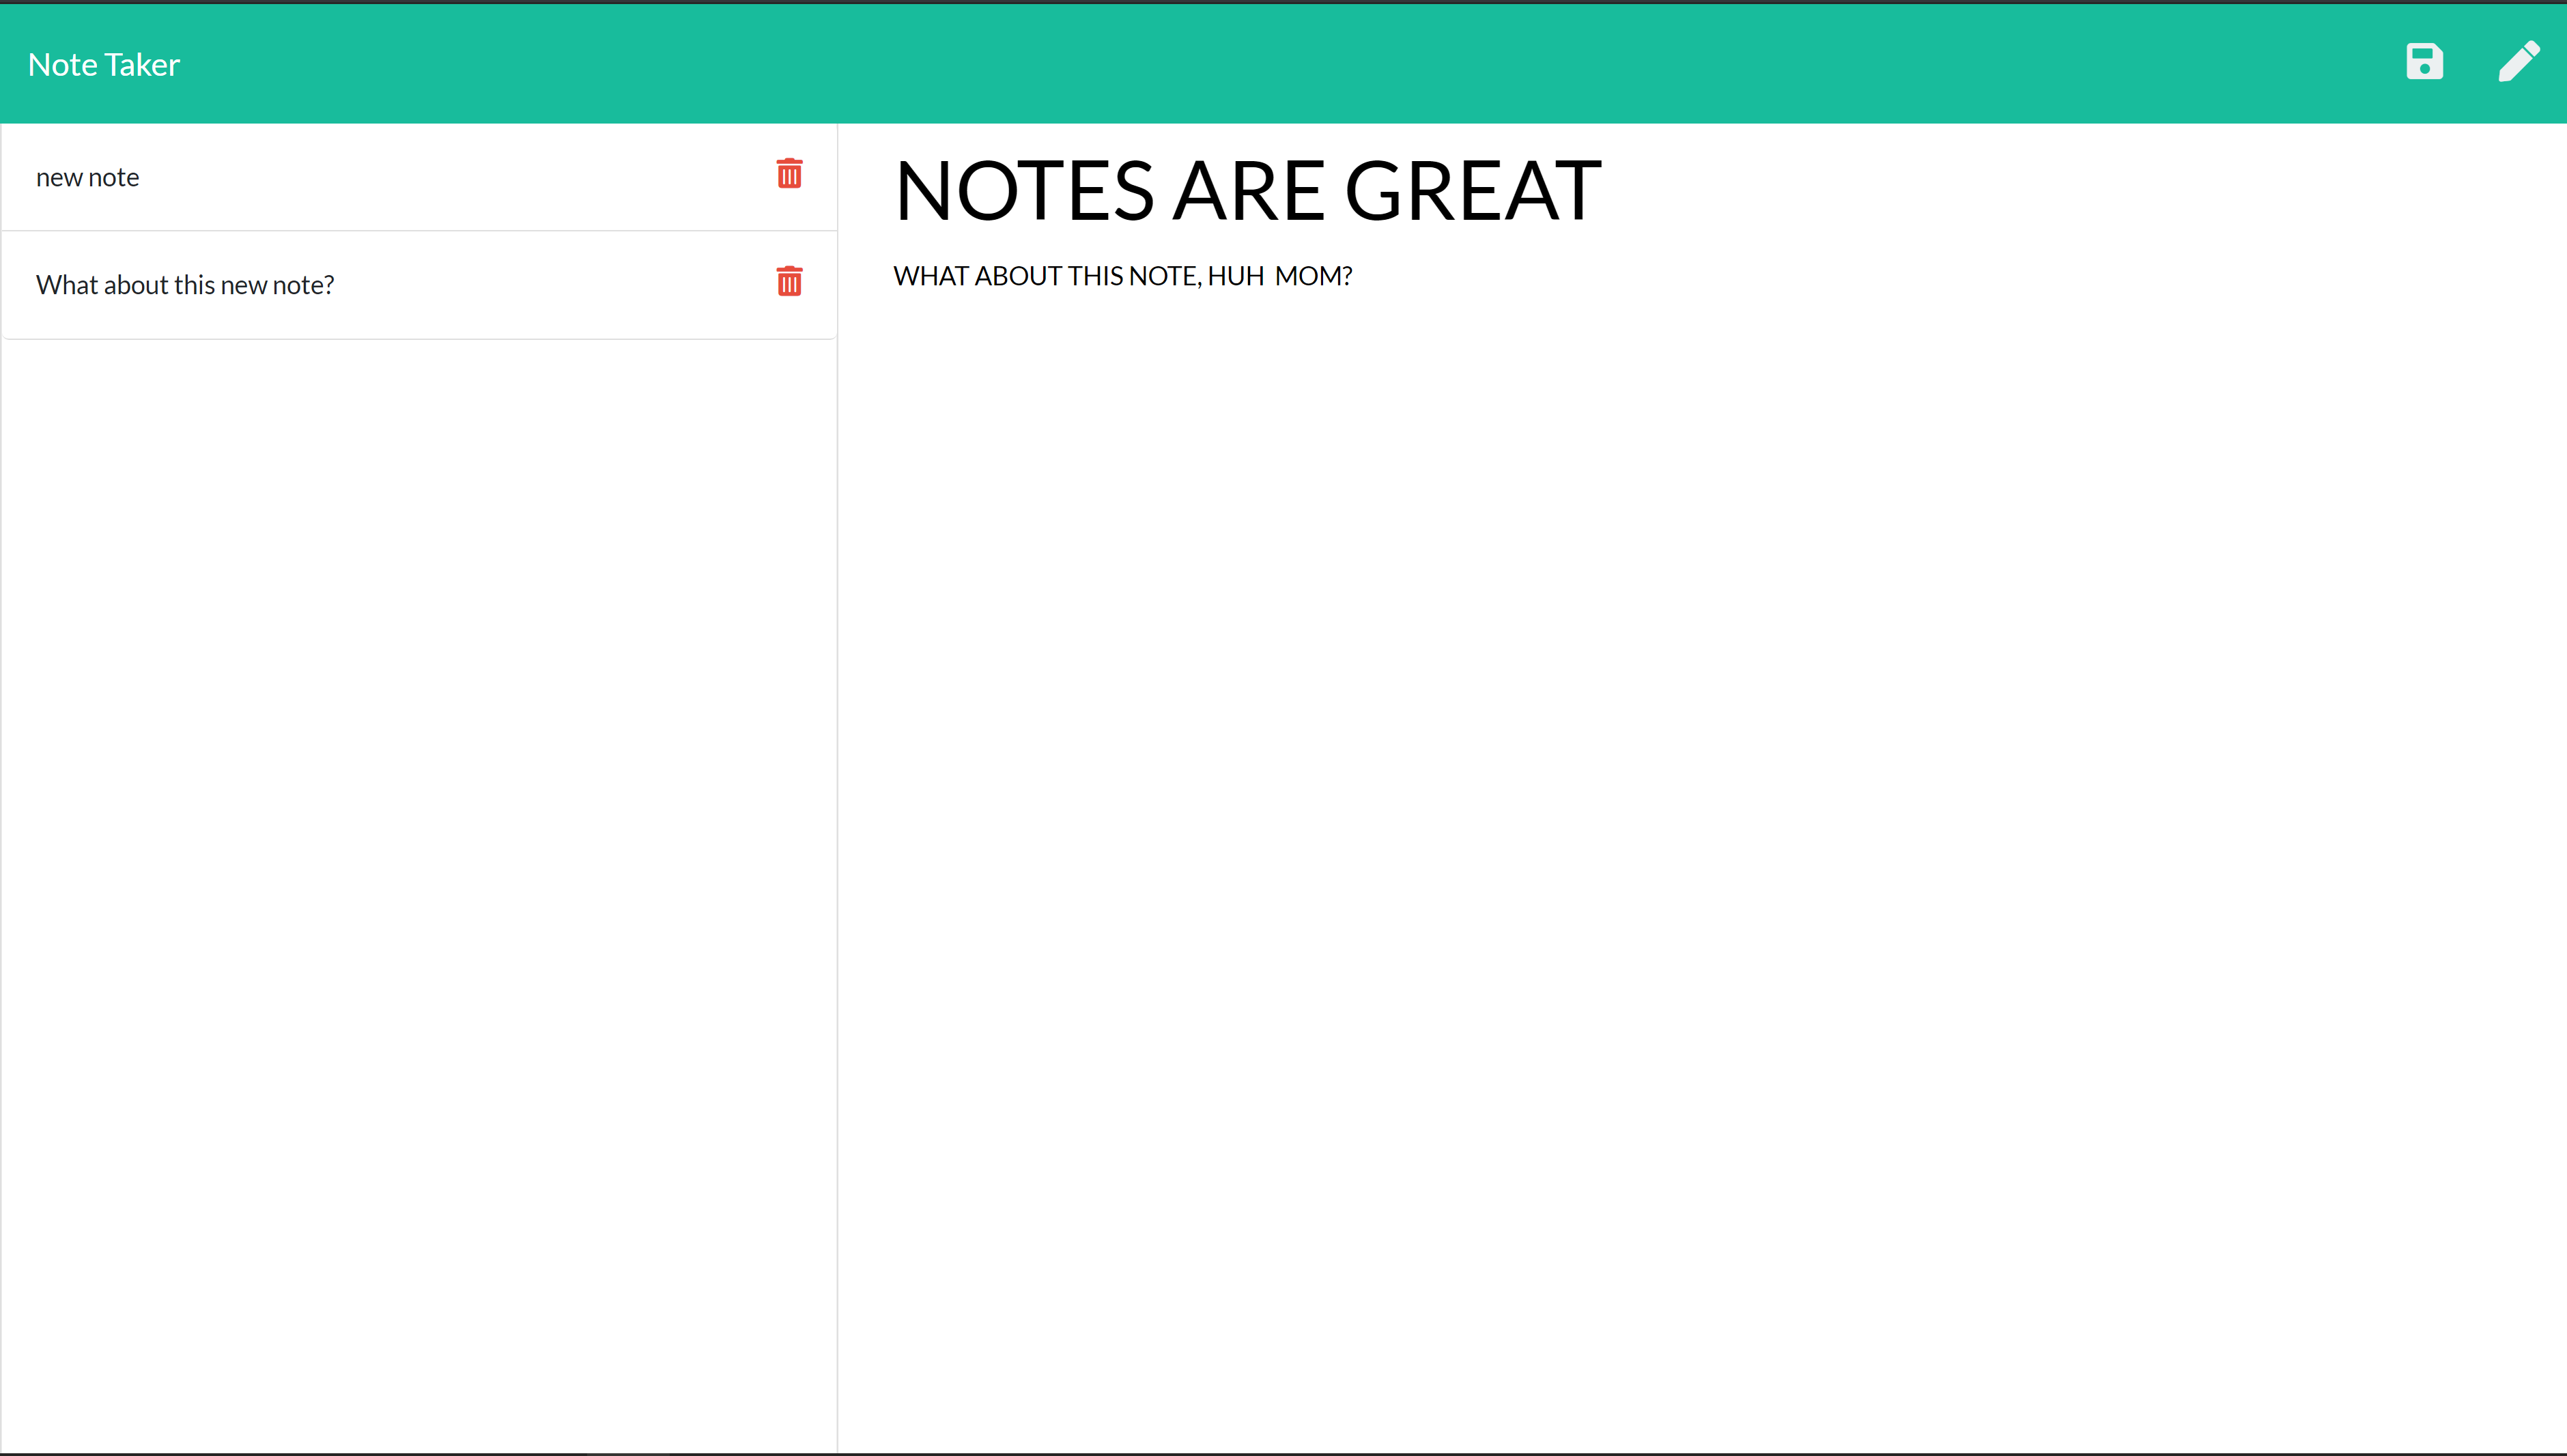 Note Taker
new note
What about this new note?
NOTES ARE GREAT
WHAT ABOUT THIS NOTE, HUH  MOM?